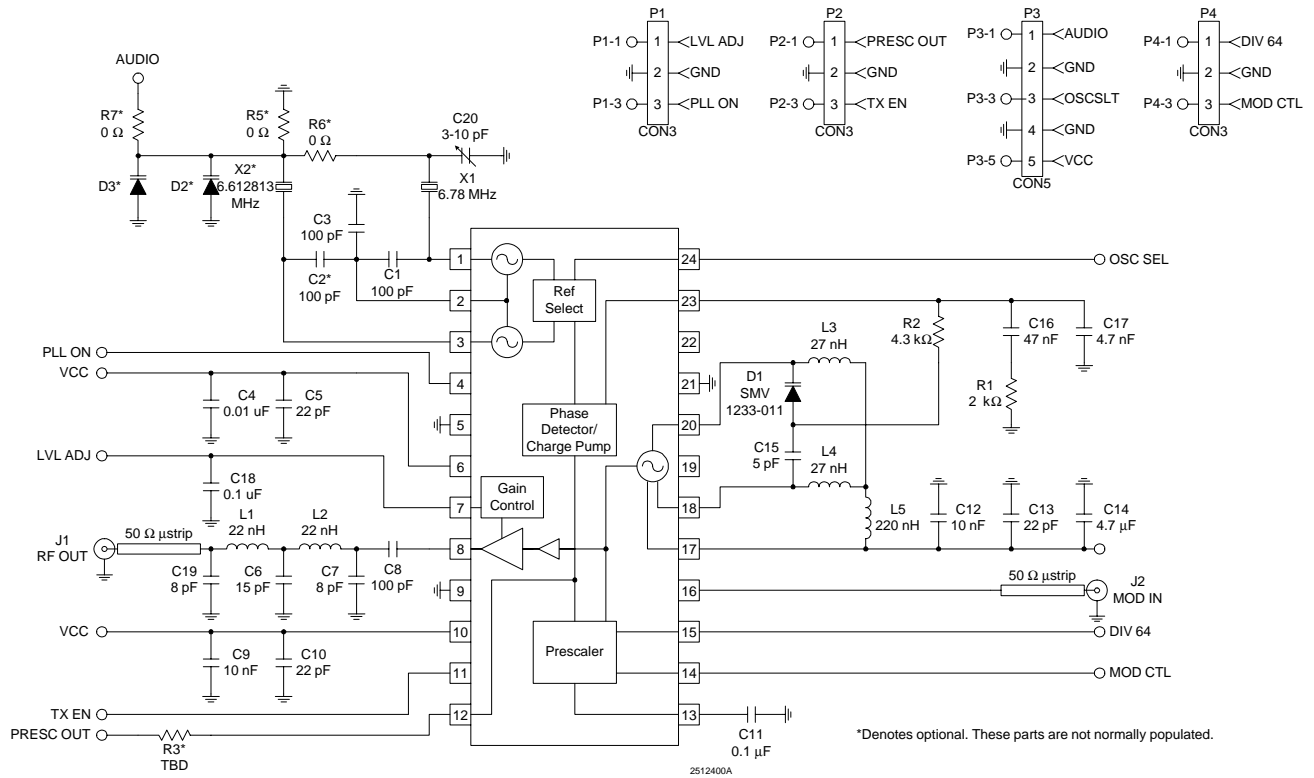 P1
P1-1
1
LVL ADJ
2
GND
P1-3
3
PLL ON
CON3
P2
P2-1
1
PRESC OUT
2
GND
P2-3
3
TX EN
CON3
P3
P3-1
1
AUDIO
2
GND
P3-3
3
OSCSLT
4
GND
P3-5
5
VCC
CON5
P4
P4-1
1
DIV 64
2
GND
P4-3
3
MOD CTL
CON3
AUDIO
R7*
0 Ω
R5*
0 Ω
R6*
0 Ω
C20
3-10 pF
D3*
D2*
X2*
6.612813
MHz
X1
6.78 MHz
C3
100 pF
C2*
100 pF
C1
100 pF
PLL ON
VCC
C4
0.01 uF
C5
22 pF
LVL ADJ
C18
0.1 uF
J1
RF OUT
50 Ω µstrip
L1
22 nH
L2
22 nH
C19
8 pF
C6
15 pF
C7
8 pF
C8
100 pF
VCC
C9
10 nF
C10
22 pF
TX EN
PRESC OUT
R3*
TBD
1
2
3
4
5
6
7
8
9
10
11
12
Ref
Select
Phase
Detector/
Charge Pump
Gain
Control
Prescaler
24
23
22
21
20
19
18
17
16
15
14
13
OSC SEL
R2
4.3 kΩ
C16
47 nF
C17
4.7 nF
R1
2 kΩ
L3
27 nH
D1
SMV
1233-011
C15
5 pF
L4
27 nH
L5
220 nH
C12
10 nF
C13
22 pF
C14
4.7 µF
50 Ω µstrip
J2
MOD IN
DIV 64
MOD CTL
C11
0.1 µF
*Denotes optional. These parts are not normally populated.
2512400A